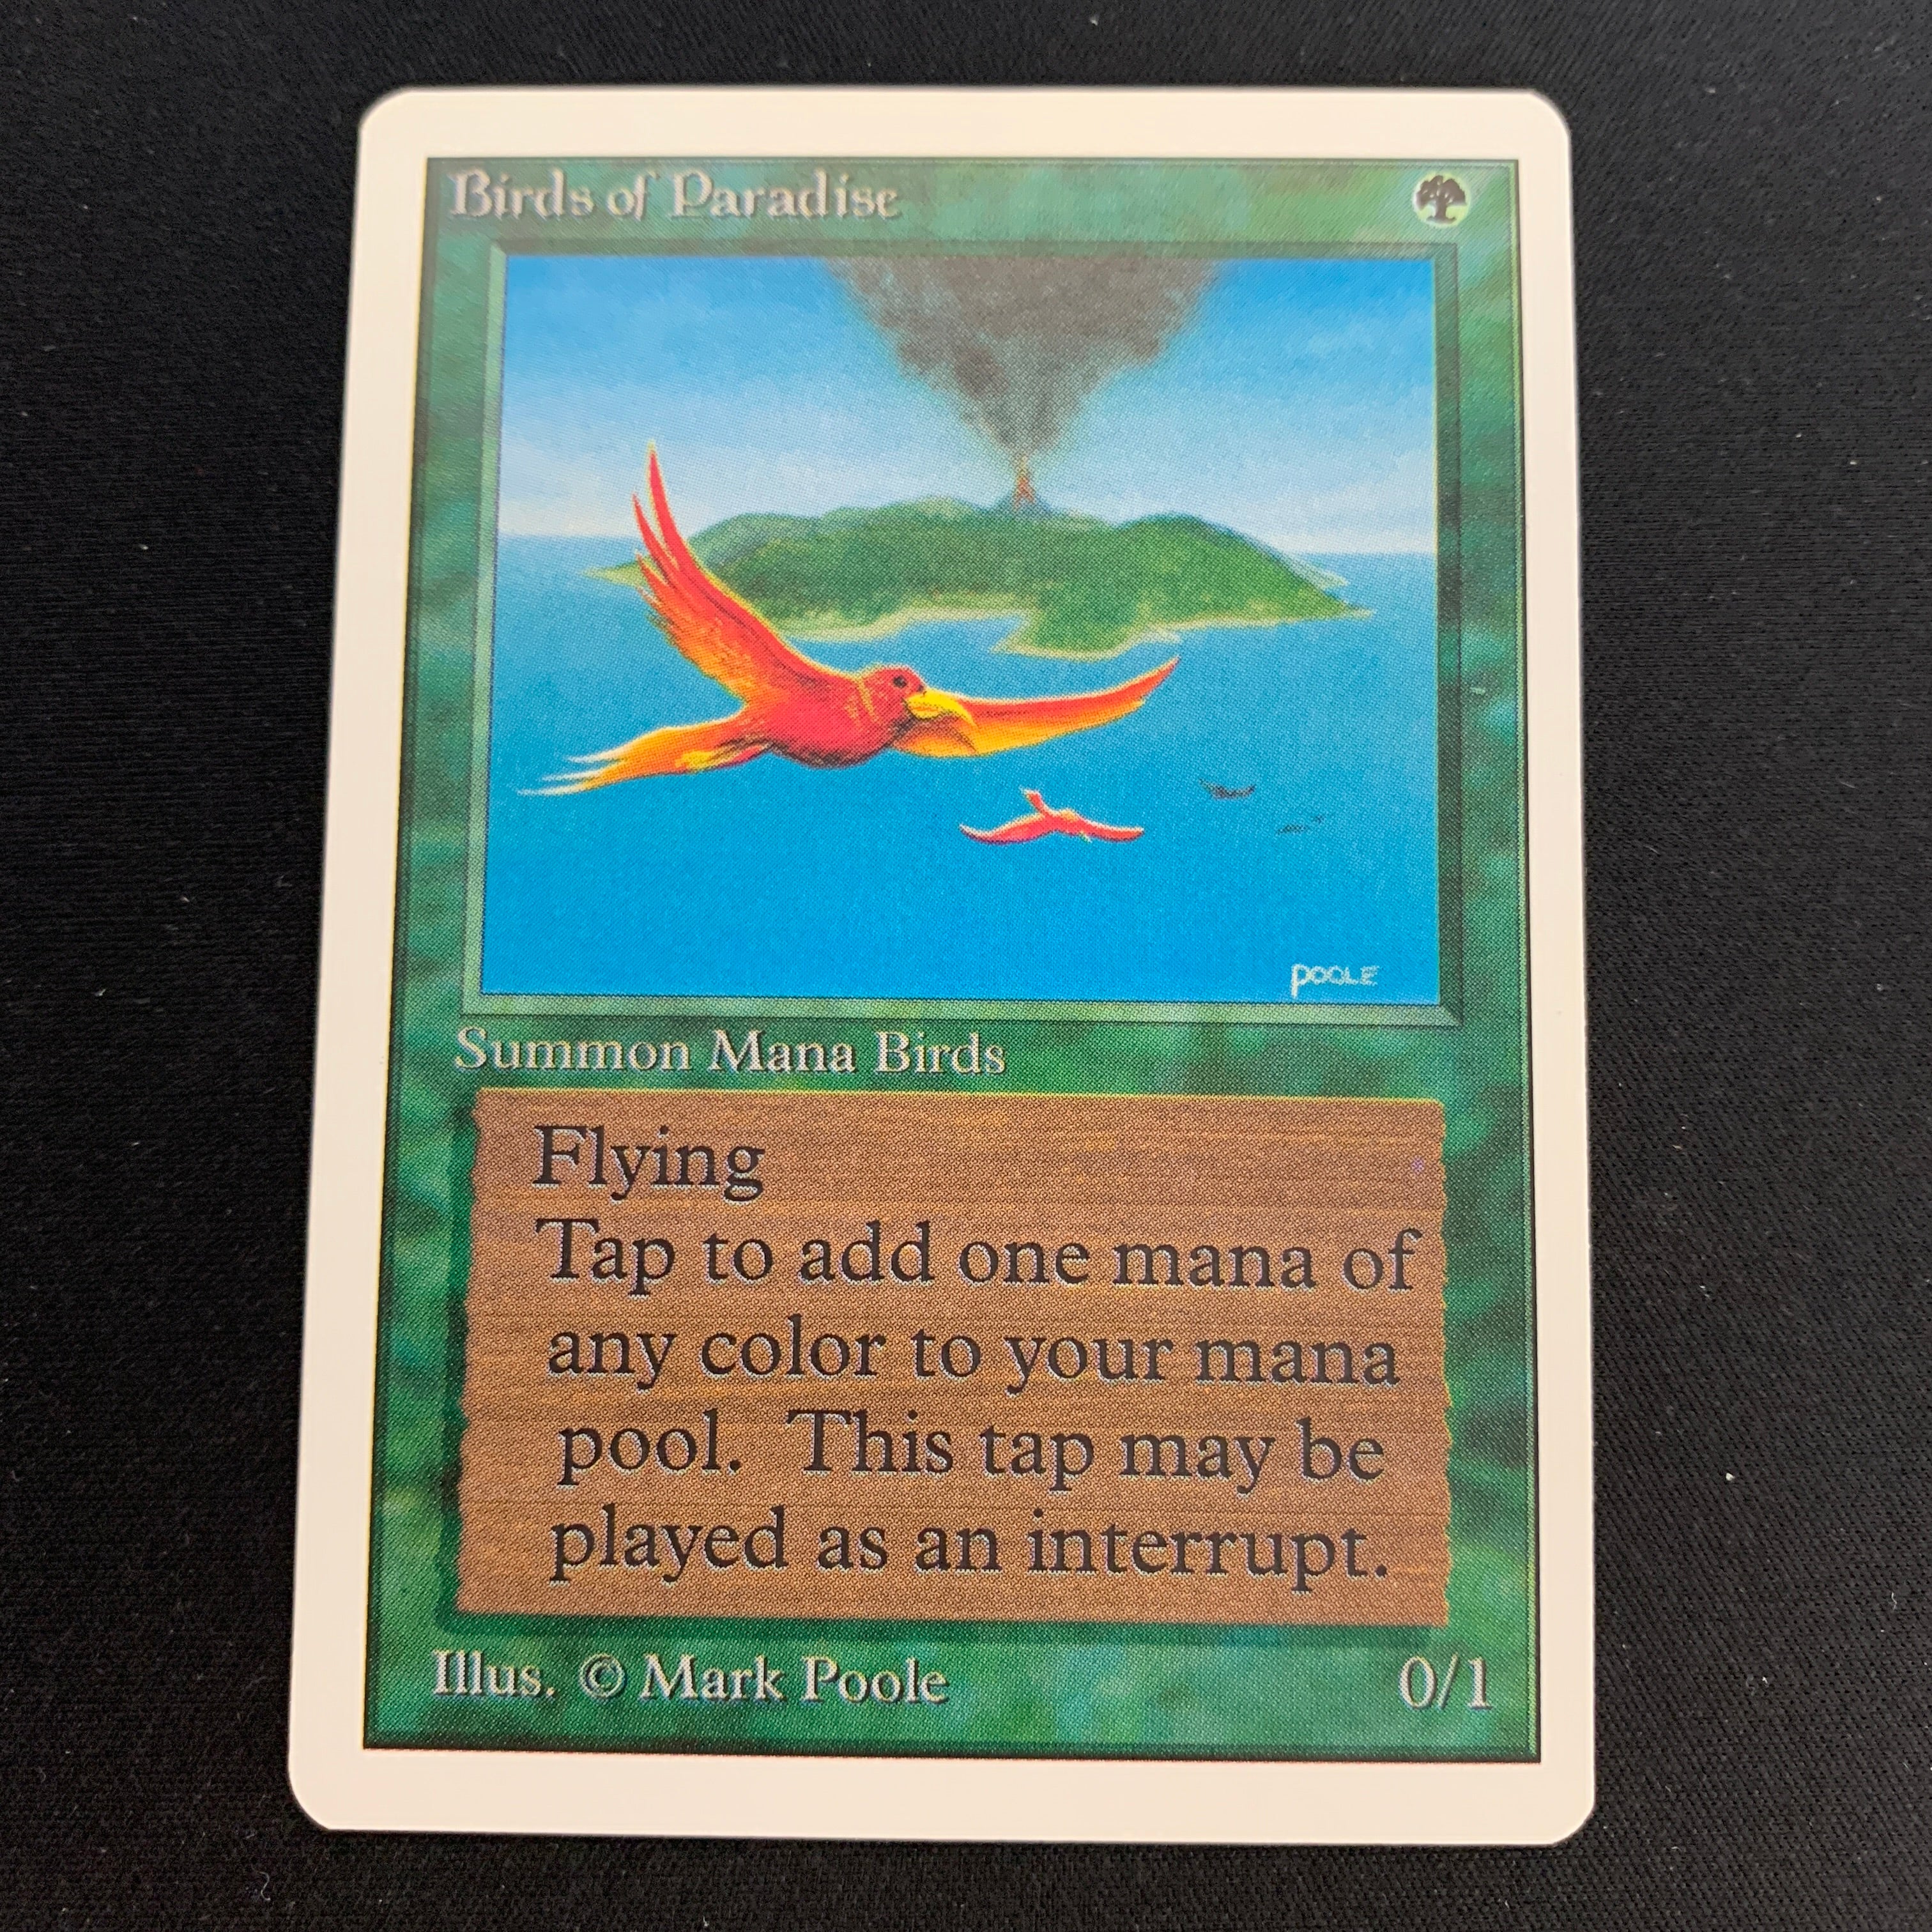 Birds of Paradise
POOLE
Summon Mana Birds
Flying
Tap to add one mana of
any color to your mana
pool. This tap may be
played as an interrupt.
Illus. © Mark Poole
0/1